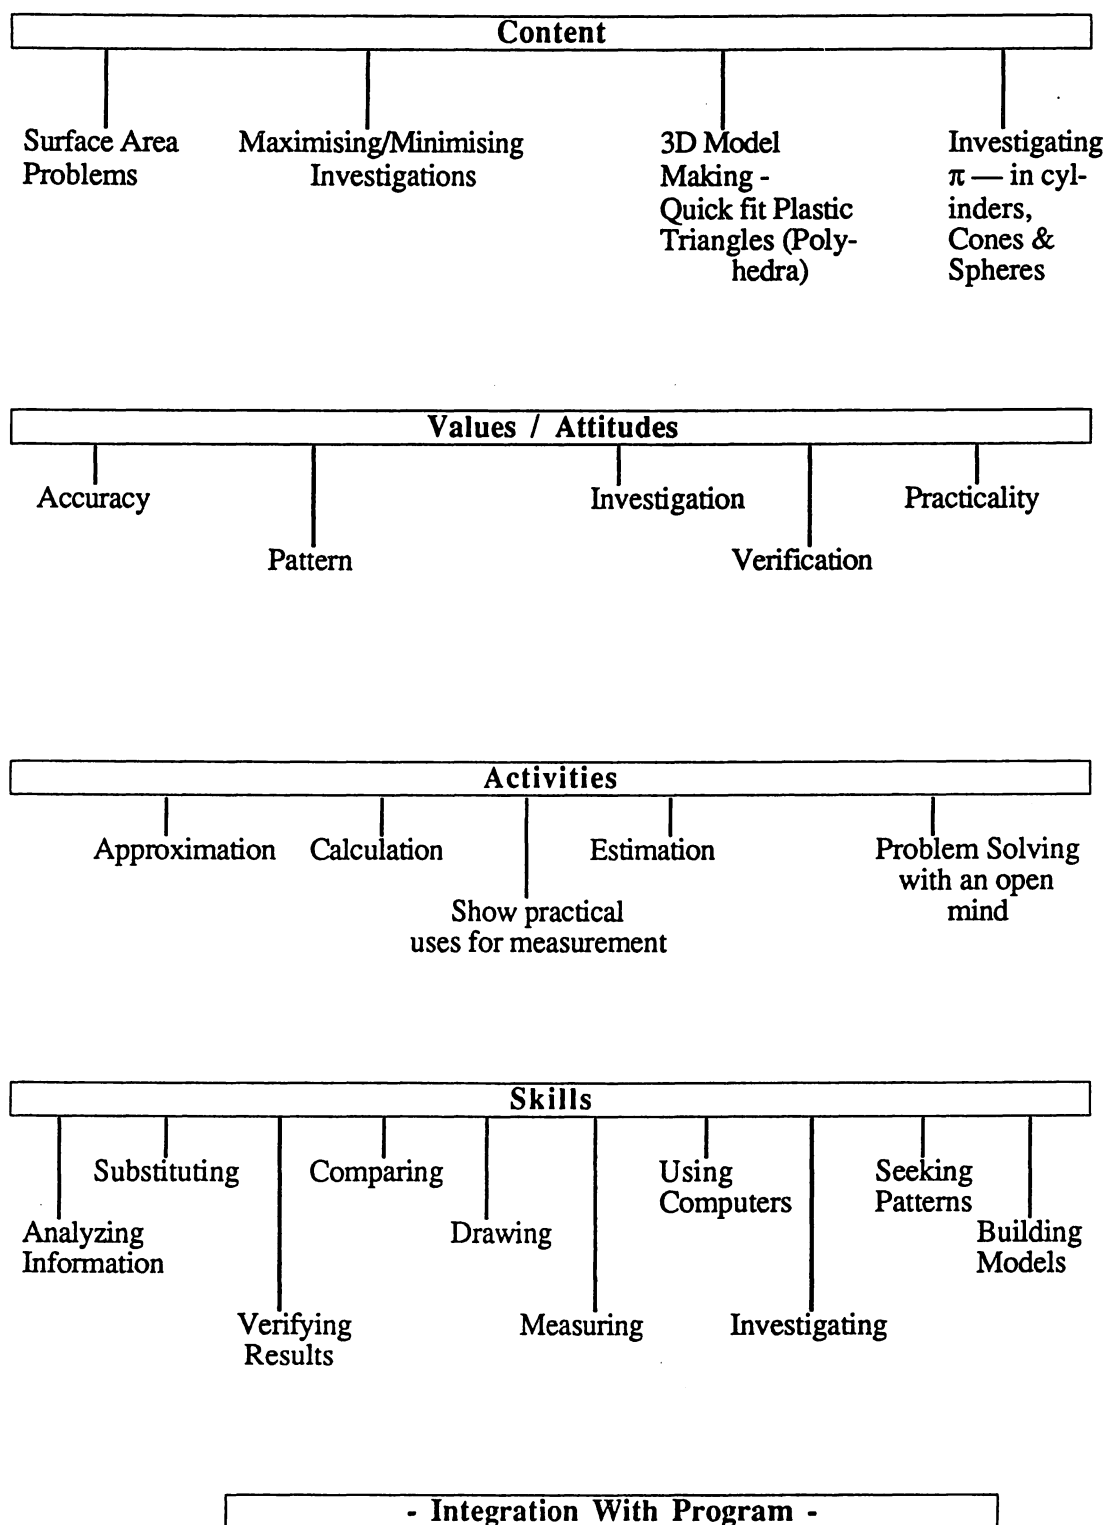 Content
Surface Area
Problems
Maximising/Minimising
Investigations
3D Model
Making -
Quick fit Plastic
Triangles (Poly-
hedra)
Investigating
π — in cyl-
inders,
Cones &
Spheres
Values / Attitudes
Accuracy
Pattern
Investigation
Verification
Practicality
Activities
Approximation
Calculation
Show practical
uses for measurement
Estimation
Problem Solving
with an open
mind
Skills
Analyzing
Information
Substituting
Verifying
Results
Comparing
Drawing
Measuring
Using
Computers
Investigating
Seeking
Patterns
Building
Models
- Integration With Program -